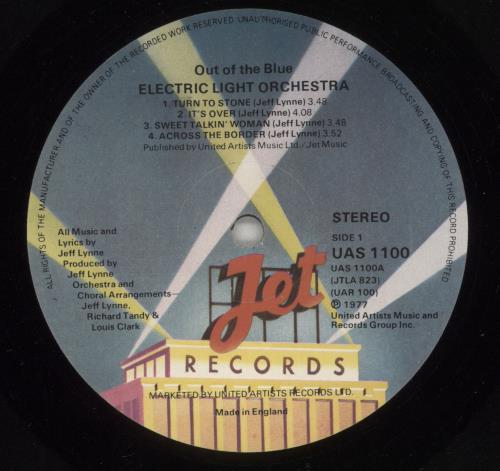 ALL RIGHTS OF THE MANUFACTURER AND OF THE OWNER OF THE RECORDED WORK RESERVED. UNAUTHORISED PUBLIC PERFORMANCE BROADCASTING AND COPYING OF THIS RECORD PROHIBITED
Out of the Blue
ELECTRIC LIGHT ORCHESTRA
1. TURN TO STONE (Jeff Lynne) 3.48
2. IT'S OVER (Jeff Lynne) 4.08
3. SWEET TALKIN' WOMAN (Jeff Lynne) 3.48
4. ACROSS THE BORDER (Jeff Lynne) 3.52
Published by United Artists Music Ltd./Jet Music
All Music and
Lyrics by
Jeff Lynne
Produced by
Jeff Lynne
Orchestra and
Choral Arrangements—
Jeff Lynne,
Richard Tandy &
Louis Clark
STEREO
SIDE 1
UAS 1100
UAS 1100A
(JTLA 823)
(UAR 100)
℗ 1977
United Artists Music and
Records Group Inc.
Jet
RECORDS
MARKETED BY UNITED ARTISTS RECORDS LTD.
Made in England